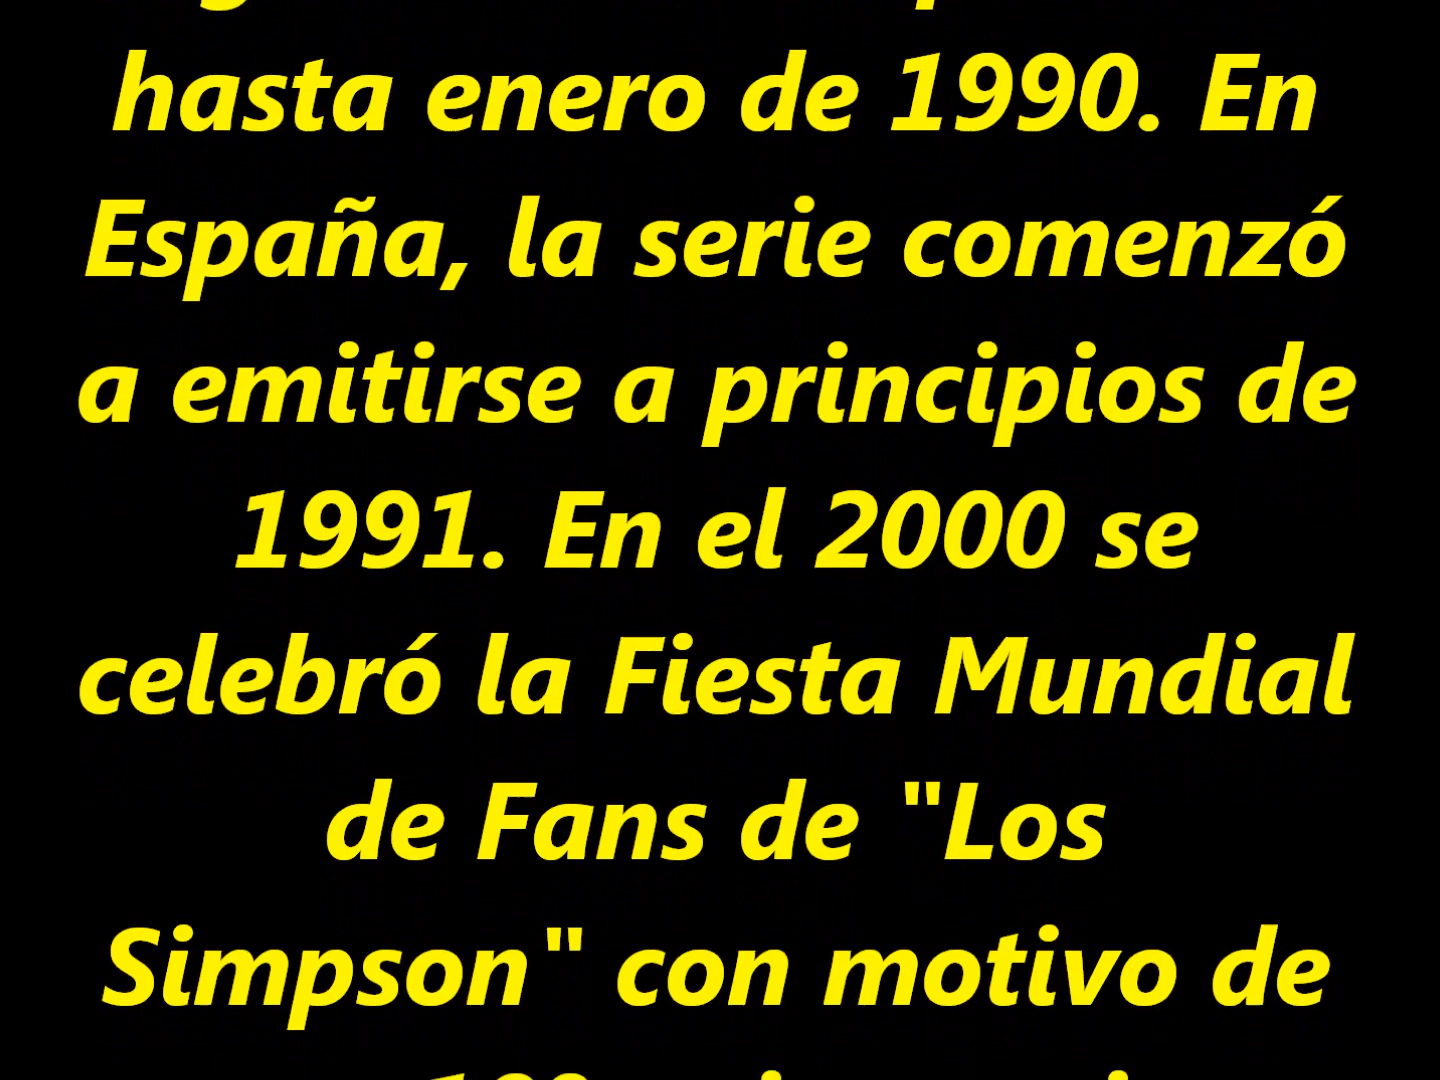 hasta enero de 1990. En
España, la serie comenzó
a emitirse a principios de
1991. En el 2000 se
celebró la Fiesta Mundial
de Fans de "Los
Simpson" con motivo de